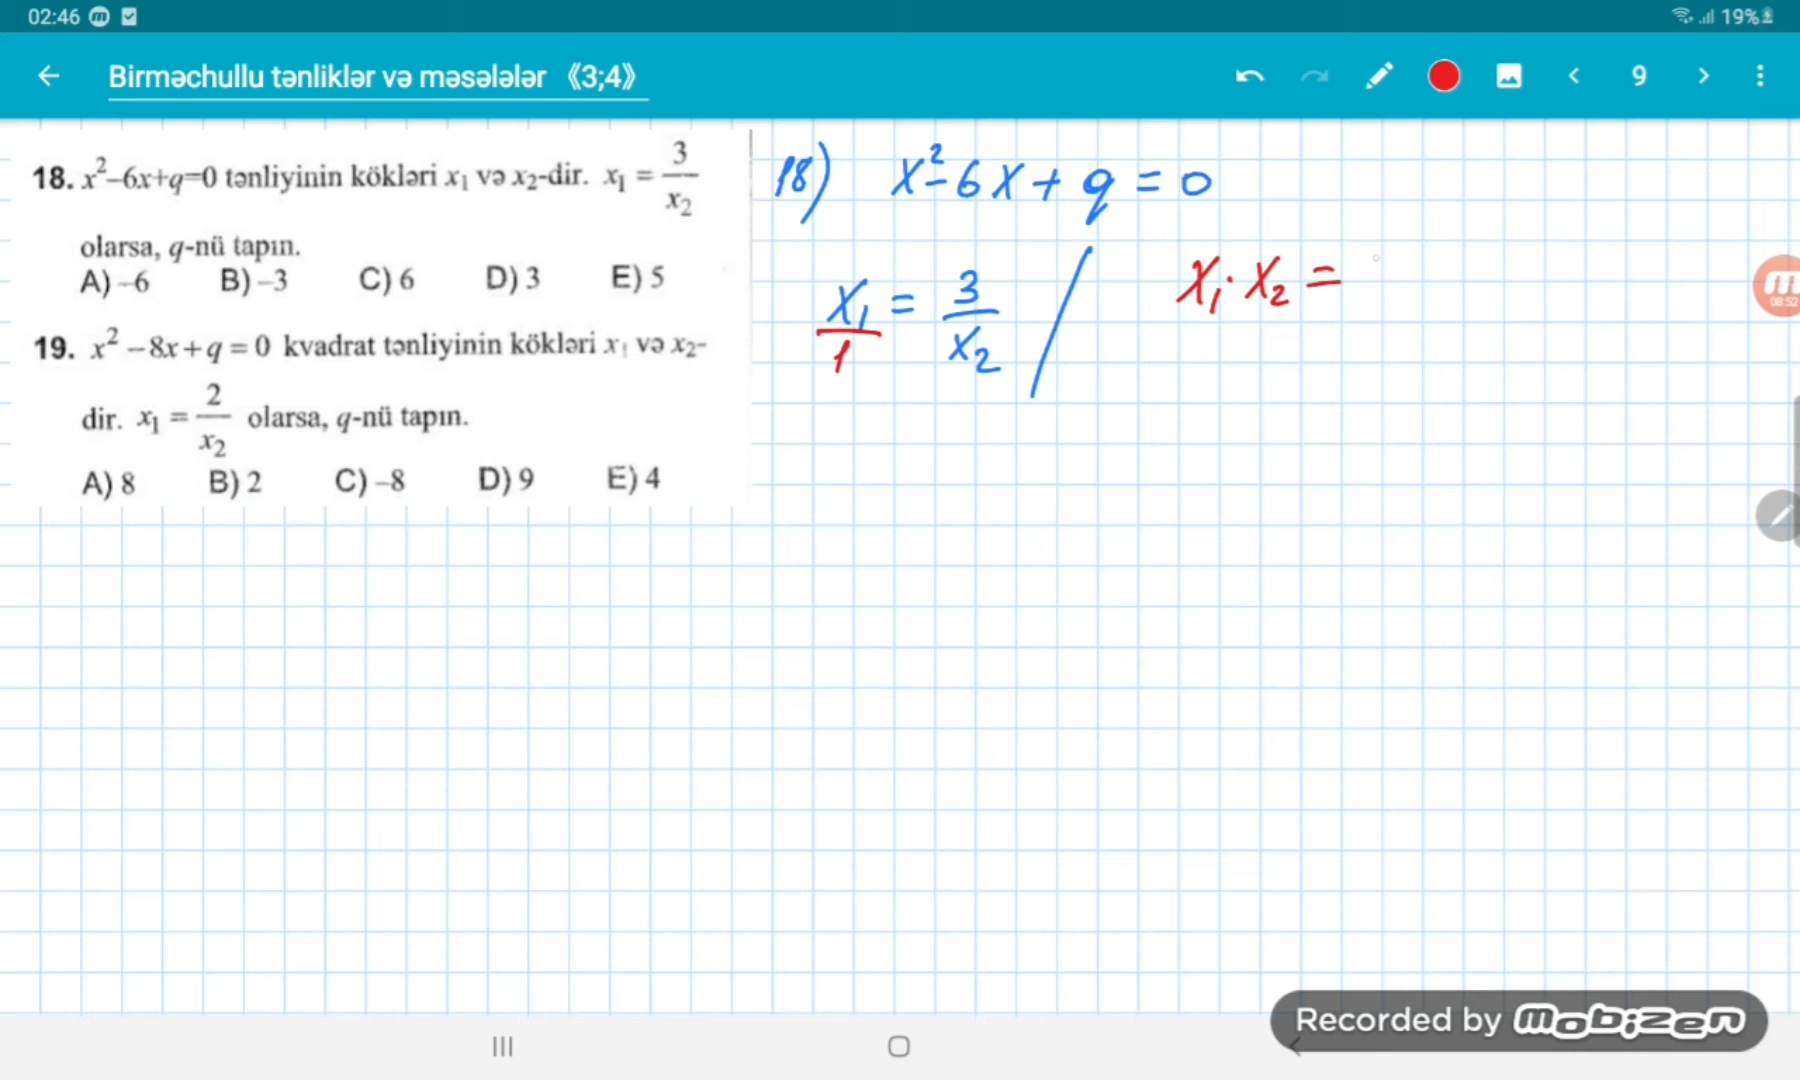 02:46
19%
Birməchullu tənliklər və məsələlər 《3;4》
9
18. x²–6x+q=0 tənliyinin kökləri x₁ və x₂-dir. x₁ = 3/x₂
olarsa, q-nü tapın.
A) –6 B) –3 C) 6 D) 3 E) 5
19. x² – 8x + q = 0 kvadrat tənliyinin kökləri x₁ və x₂-
dir. x₁ = 2/x₂ olarsa, q-nü tapın.
A) 8 B) 2 C) –8 D) 9 E) 4
18) x²-6x+q=0
x₁/1 = 3/x₂ / x₁·x₂=
m
08:52
Recorded by mobizen